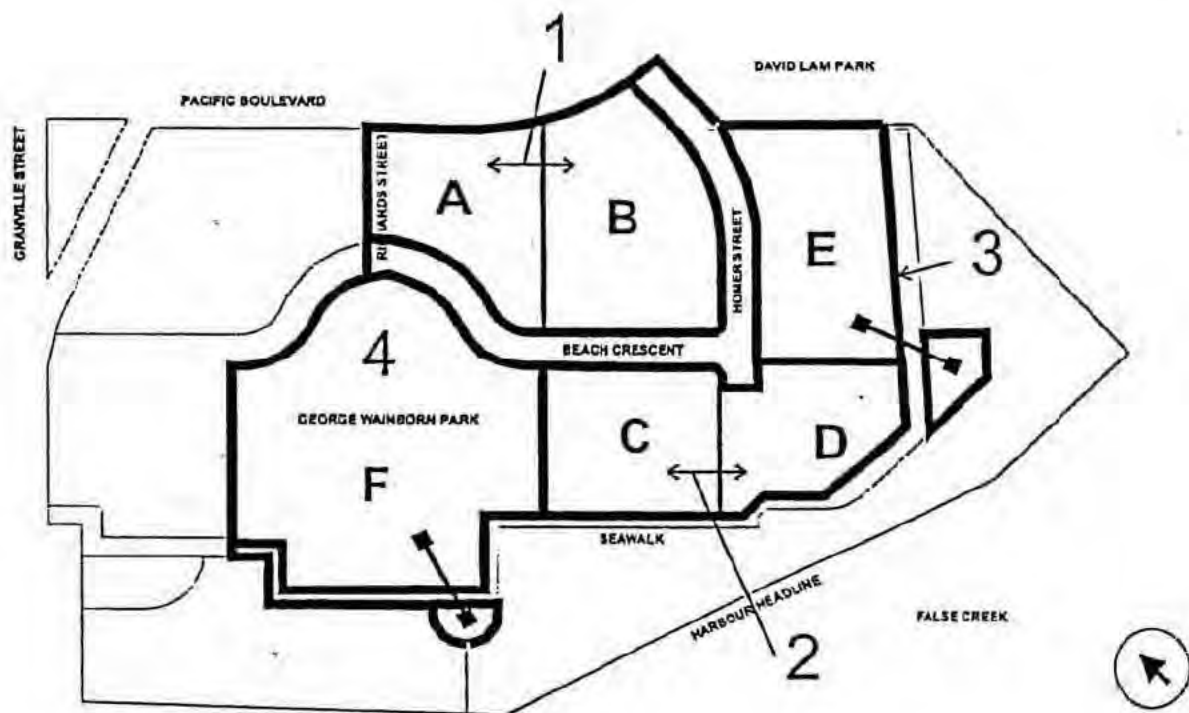 1
DAVID LAM PARK
PACIFIC BOULEVARD
GRANVILLE STREET
RICHARDS STREET
A
B
HOMER STREET
E
3
4
BEACH CRESCENT
GEORGE WAINBORN PARK
C
D
F
SEAWALK
HARBOUR HEADLINE
FALSE CREEK
2